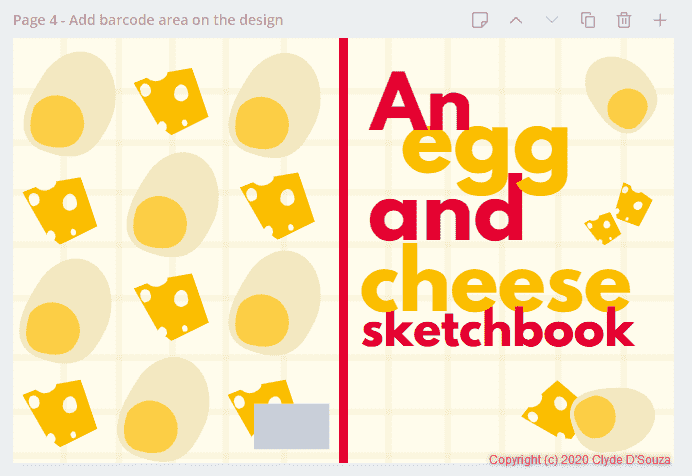 Page 4 - Add barcode area on the design
An
egg
and
cheese
sketchbook
Copyright (c) 2020 Clyde D'Souza